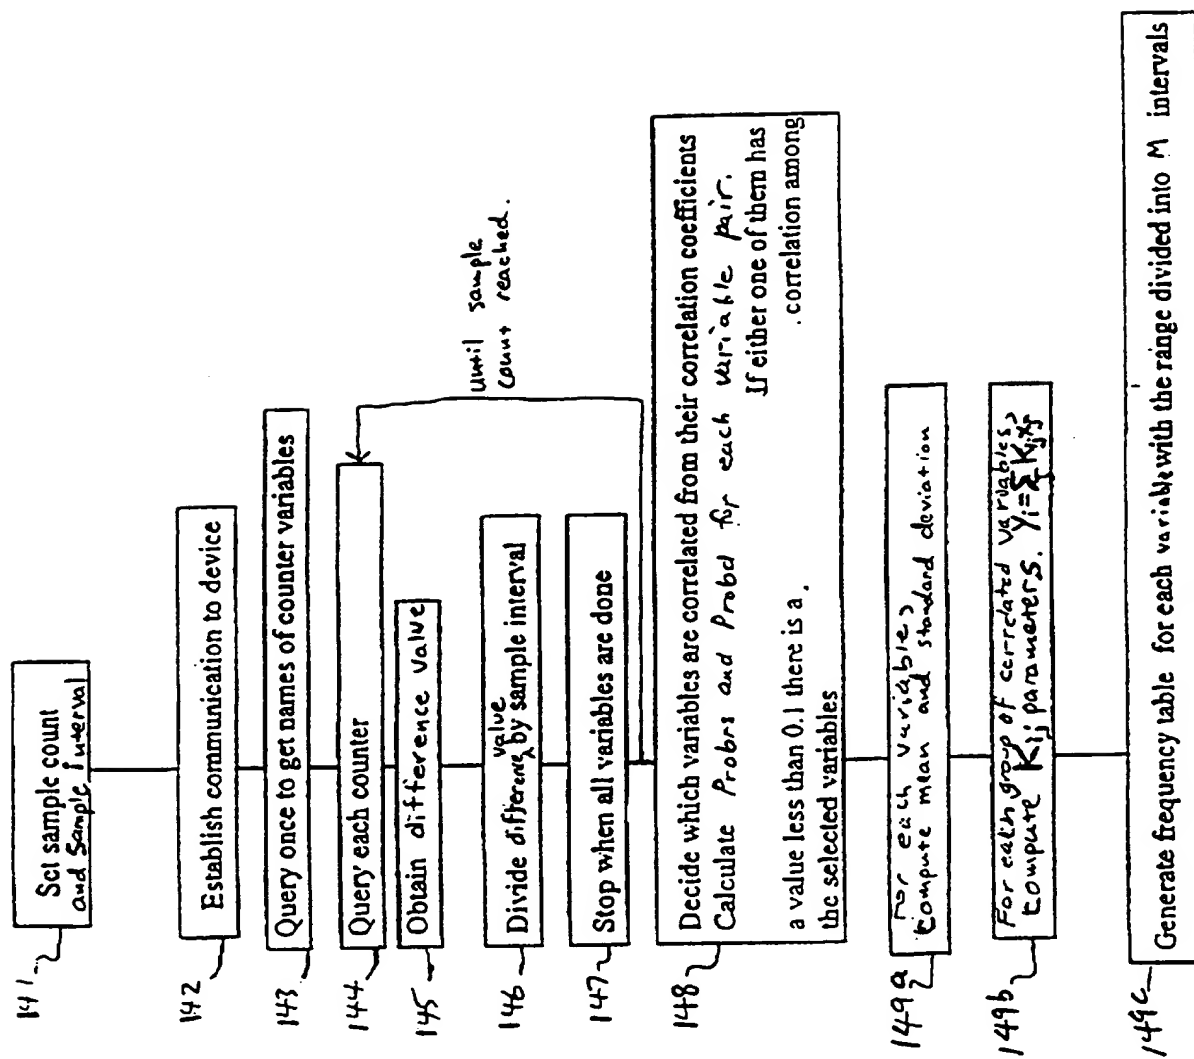 141
Set sample count
and Sample interval
142
Establish communication to device
143
Query once to get names of counter variables
144
Query each counter
until sample
count reached.
145
Obtain difference value
146
value
Divide difference ^ by sample interval
147
Stop when all variables are done
148
Decide which variables are correlated from their correlation coefficients
Calculate Probrs and Probd for each variable pair.
If either one of them has
a value less than 0.1 there is a . correlation among
the selected variables
149a
For each variable,
compute mean and standard deviation
149b
For each group of correlated variables,
compute Kij parameters. Yi=ΣKijXj
149c
Generate frequency table for each variable with the range divided into M intervals